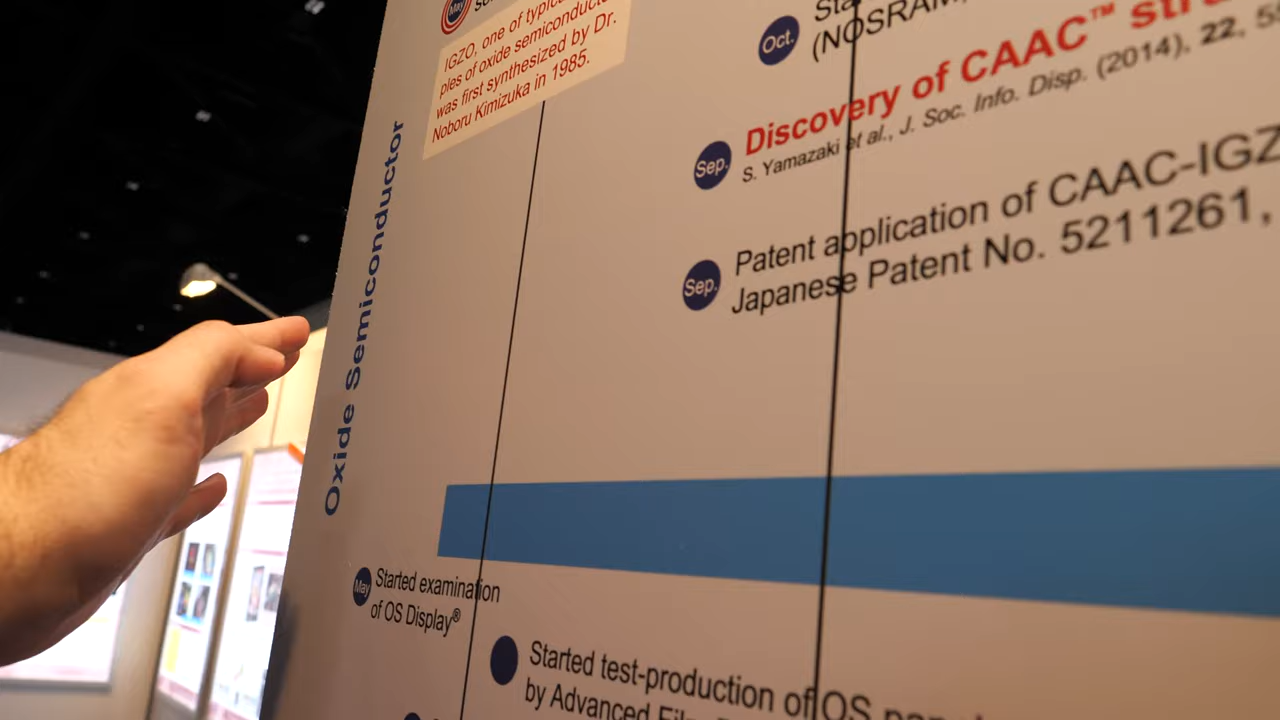 May
IGZO, one of typical
ples of oxide semiconducto
was first synthesized by Dr.
Noboru Kimizuka in 1985.
Oxide Semiconductor
Oct.
(NOSRAM,
Sep.
Discovery of CAAC™
S. Yamazaki et al., J. Soc. Info. Disp. (2014), 22,
Sep.
Patent application of CAAC-IGZ
Japanese Patent No. 5211261,
May
Started examination
of OS Display®
Started test-production of OS
by Advanced